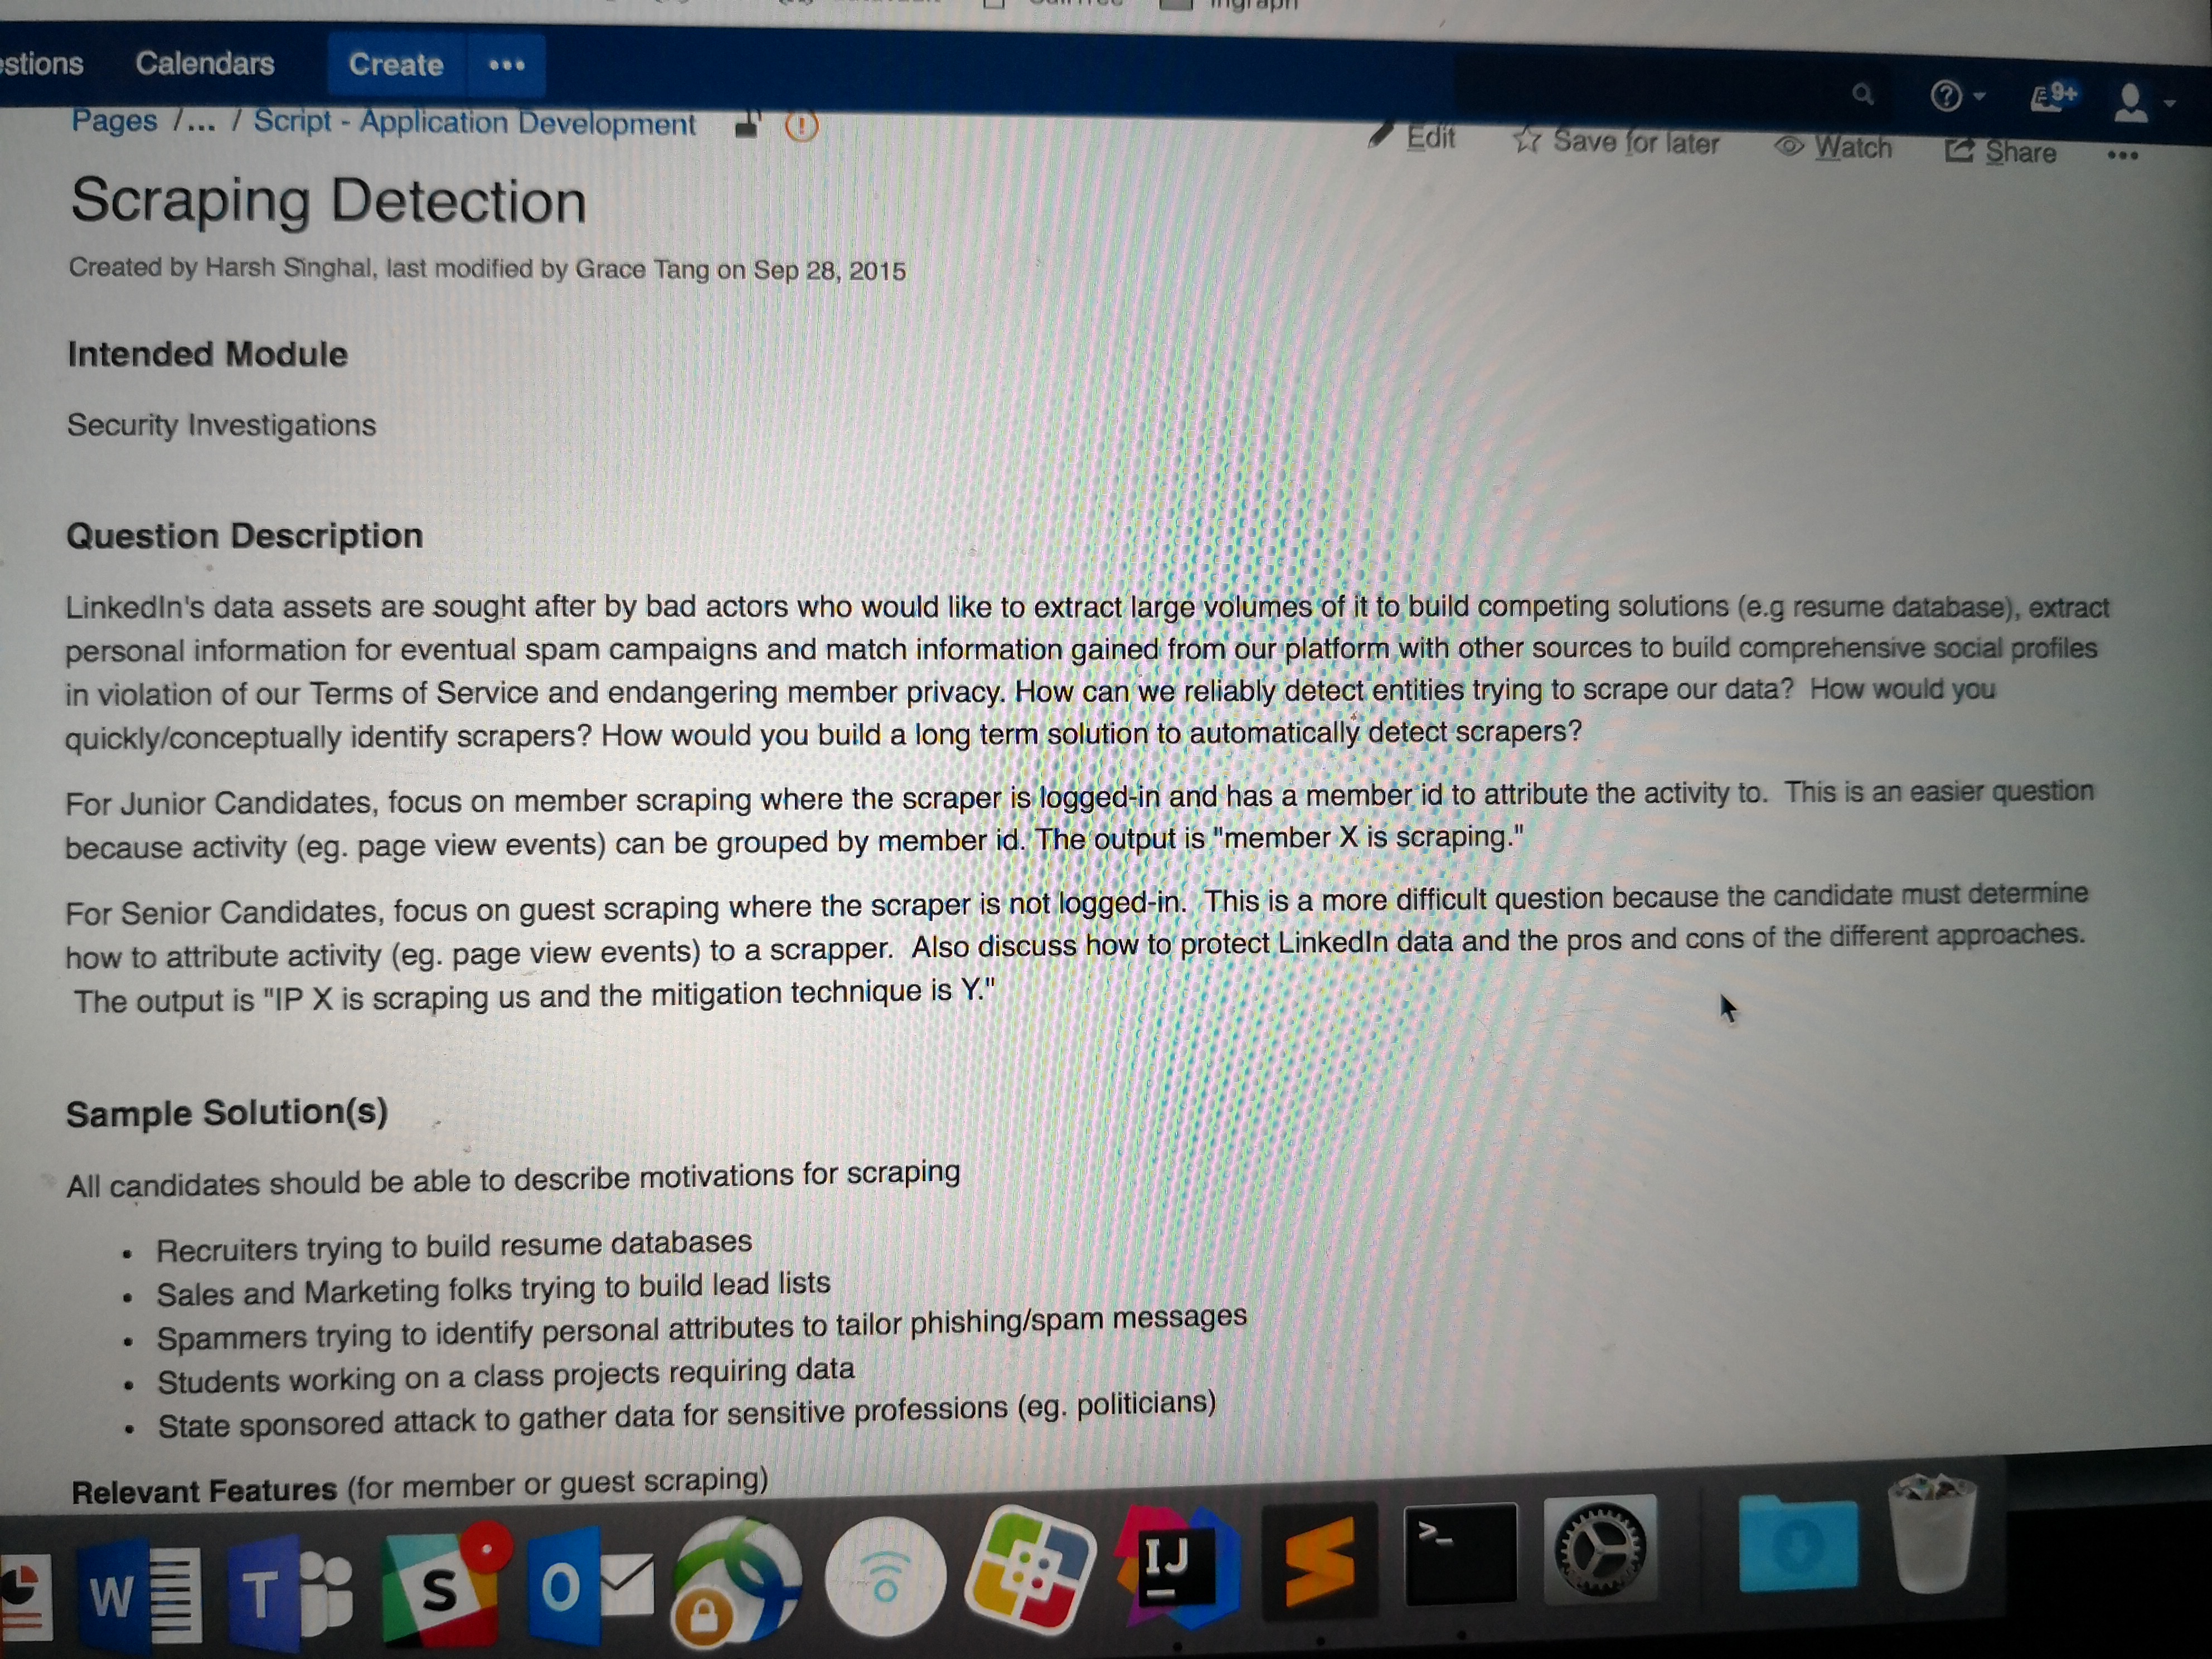 Ingraph
Calendars
Create
•••
9+
Pages /... / Script - Application Development
Edit
Save for later
Watch
Share
•••
Scraping Detection
Created by Harsh Singhal, last modified by Grace Tang on Sep 28, 2015
Intended Module
Security Investigations
Question Description
LinkedIn's data assets are sought after by bad actors who would like to extract large volumes of it to build competing solutions (e.g resume database), extract
personal information for eventual spam campaigns and match information gained from our platform with other sources to build comprehensive social profiles
in violation of our Terms of Service and endangering member privacy. How can we reliably detect entities trying to scrape our data?  How would you
quickly/conceptually identify scrapers? How would you build a long term solution to automatically detect scrapers?
For Junior Candidates, focus on member scraping where the scraper is logged-in and has a member id to attribute the activity to.  This is an easier question
because activity (eg. page view events) can be grouped by member id. The output is "member X is scraping."
For Senior Candidates, focus on guest scraping where the scraper is not logged-in.  This is a more difficult question because the candidate must determine
how to attribute activity (eg. page view events) to a scrapper.  Also discuss how to protect LinkedIn data and the pros and cons of the different approaches.
The output is "IP X is scraping us and the mitigation technique is Y."
Sample Solution(s)
All candidates should be able to describe motivations for scraping
• Recruiters trying to build resume databases
• Sales and Marketing folks trying to build lead lists
• Spammers trying to identify personal attributes to tailor phishing/spam messages
• Students working on a class projects requiring data
• State sponsored attack to gather data for sensitive professions (eg. politicians)
Relevant Features (for member or guest scraping)
W
T
S
O
IJ
>_